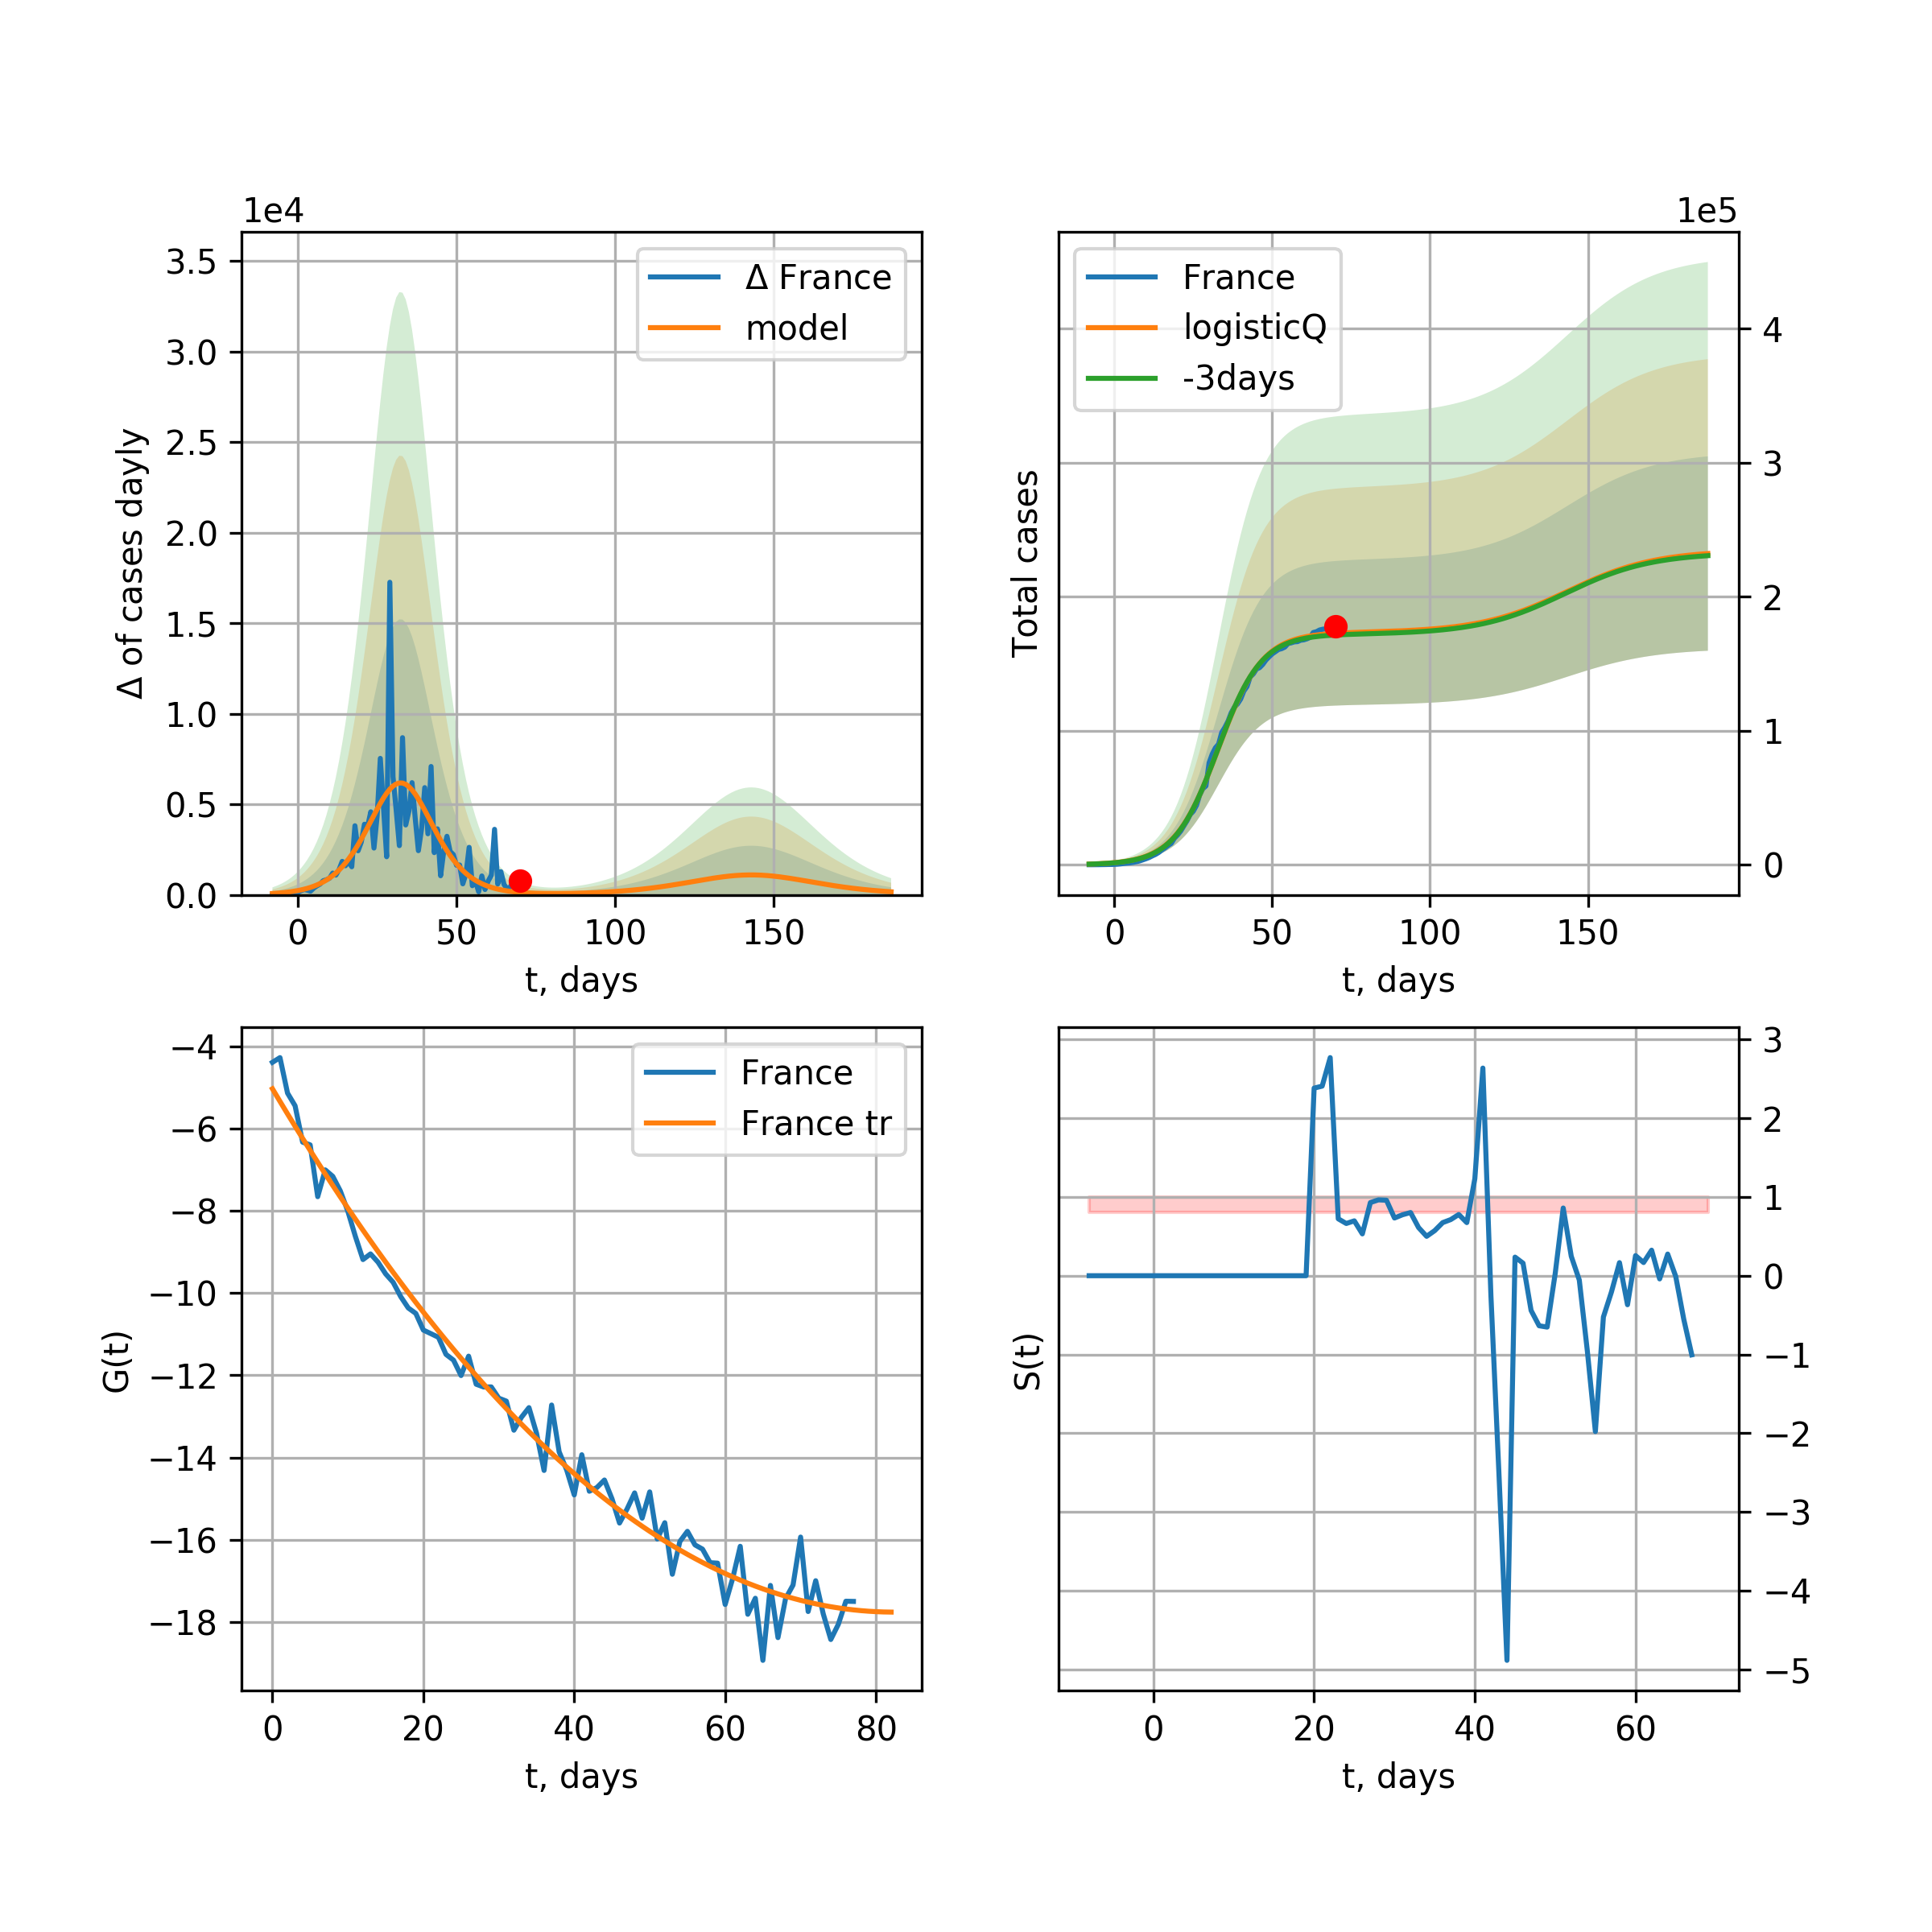 1e4
3.5
3.0
2.5
2.0
1.5
1.0
0.5
0.0
Δ of cases dayly
Δ France
model
0 50 100 150
t, days
1e5
France
logisticQ
-3days
Total cases
4
3
2
1
0
0 50 100 150
t, days
−4
−6
−8
−10
−12
−14
−16
−18
G(t)
France
France tr
0 20 40 60 80
t, days
S(t)
3
2
1
0
−1
−2
−3
−4
−5
0 20 40 60
t, days